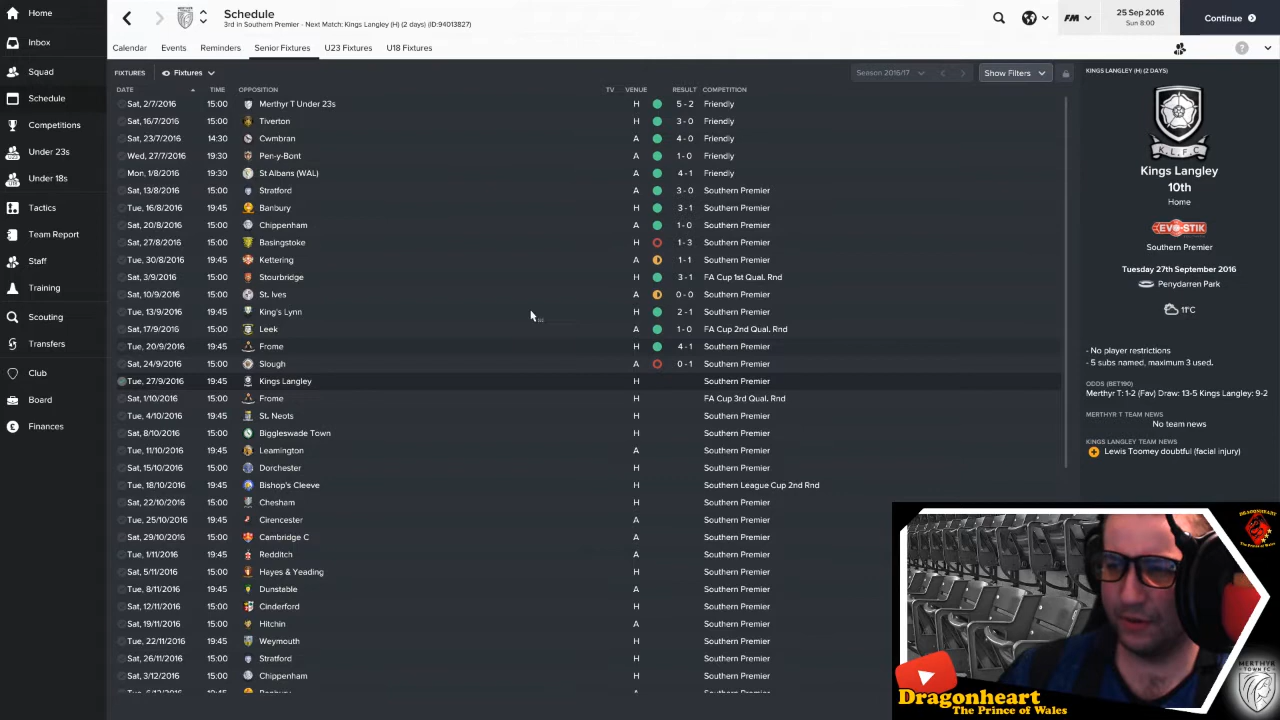 Home
Inbox
Squad
Schedule
Competitions
Under 23s
Under 18s
Tactics
Team Report
Staff
Training
Scouting
Transfers
Club
Board
Finances
Schedule
3rd in Southern Premier - Next Match: Kings Langley (H) (2 days) (ID:94013827)
FM
25 Sep 2016
Sun 8:00
Continue
Calendar Events Reminders Senior Fixtures U23 Fixtures U18 Fixtures
FIXTURES Fixtures Season 2016/17 Show Filters
DATE TIME OPPOSITION TV VENUE RESULT COMPETITION
Sat, 2/7/2016 15:00 Merthyr T Under 23s H 5 - 2 Friendly
Sat, 16/7/2016 15:00 Tiverton H 3 - 0 Friendly
Sat, 23/7/2016 14:30 Cwmbran A 4 - 0 Friendly
Wed, 27/7/2016 19:30 Pen-y-Bont A 1 - 0 Friendly
Mon, 1/8/2016 19:30 St Albans (WAL) A 4 - 1 Friendly
Sat, 13/8/2016 15:00 Stratford A 3 - 0 Southern Premier
Tue, 16/8/2016 19:45 Banbury H 3 - 1 Southern Premier
Sat, 20/8/2016 15:00 Chippenham A 1 - 0 Southern Premier
Sat, 27/8/2016 15:00 Basingstoke H 1 - 3 Southern Premier
Tue, 30/8/2016 19:45 Kettering A 1 - 1 Southern Premier
Sat, 3/9/2016 15:00 Stourbridge H 3 - 1 FA Cup 1st Qual. Rnd
Sat, 10/9/2016 15:00 St. Ives A 0 - 0 Southern Premier
Tue, 13/9/2016 19:45 King's Lynn H 2 - 1 Southern Premier
Sat, 17/9/2016 15:00 Leek A 1 - 0 FA Cup 2nd Qual. Rnd
Tue, 20/9/2016 19:45 Frome H 4 - 1 Southern Premier
Sat, 24/9/2016 15:00 Slough A 0 - 1 Southern Premier
Tue, 27/9/2016 19:45 Kings Langley H Southern Premier
Sat, 1/10/2016 15:00 Frome H FA Cup 3rd Qual. Rnd
Tue, 4/10/2016 19:45 St. Neots H Southern Premier
Sat, 8/10/2016 15:00 Biggleswade Town H Southern Premier
Tue, 11/10/2016 19:45 Leamington A Southern Premier
Sat, 15/10/2016 15:00 Dorchester H Southern Premier
Tue, 18/10/2016 19:45 Bishop's Cleeve H Southern League Cup 2nd Rnd
Sat, 22/10/2016 15:00 Chesham H Southern Premier
Tue, 25/10/2016 19:45 Cirencester A Southern Premier
Sat, 29/10/2016 15:00 Cambridge C A Southern Premier
Tue, 1/11/2016 19:45 Redditch A Southern Premier
Sat, 5/11/2016 15:00 Hayes & Yeading H Southern Premier
Tue, 8/11/2016 19:45 Dunstable A Southern Premier
Sat, 12/11/2016 15:00 Cinderford H Southern Premier
Sat, 19/11/2016 15:00 Hitchin A Southern Premier
Tue, 22/11/2016 19:45 Weymouth H Southern Premier
Sat, 26/11/2016 15:00 Stratford H Southern Premier
Sat, 3/12/2016 15:00 Chippenham H Southern Premier
KINGS LANGLEY (H) (2 DAYS)
K.L.F.C
Kings Langley
10th
Home
EVO-STIK
Southern Premier
Tuesday 27th September 2016
Penydarren Park
11°C
- No player restrictions
- 5 subs named, maximum 3 used.
ODDS (BET190)
Merthyr T: 1-2 (Fav) Draw: 13-5 Kings Langley: 9-2
MERTHYR T TEAM NEWS
No team news
KINGS LANGLEY TEAM NEWS
Lewis Toomey doubtful (facial injury)
DRAGONHEART
The Prince of Wales
Dragonheart
The Prince of Wales
MERTHYR
TOWN FC